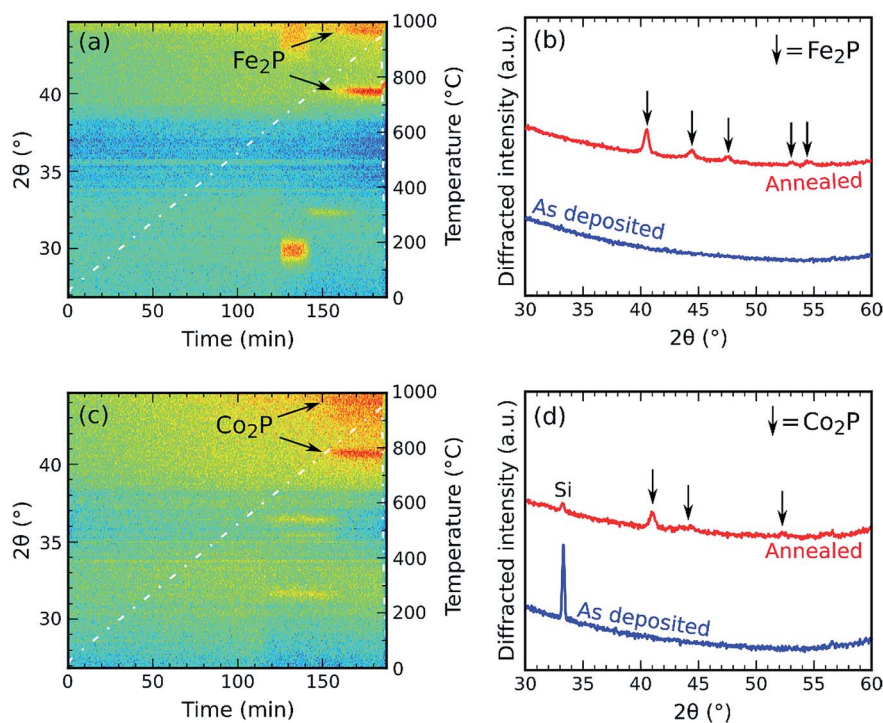 (a)
Fe₂P
2θ (°)
40
35
30
0
50
100
150
Time (min)
1000
800
600
400
200
0
Temperature (°C)
(b)
↓=Fe₂P
Diffracted intensity (a.u.)
Annealed
As deposited
30
35
40
45
50
55
60
2θ (°)
(c)
Co₂P
2θ (°)
40
35
30
0
50
100
150
Time (min)
1000
800
600
400
200
0
Temperature (°C)
(d)
↓=Co₂P
Diffracted intensity (a.u.)
Si
Annealed
As deposited
30
35
40
45
50
55
60
2θ (°)